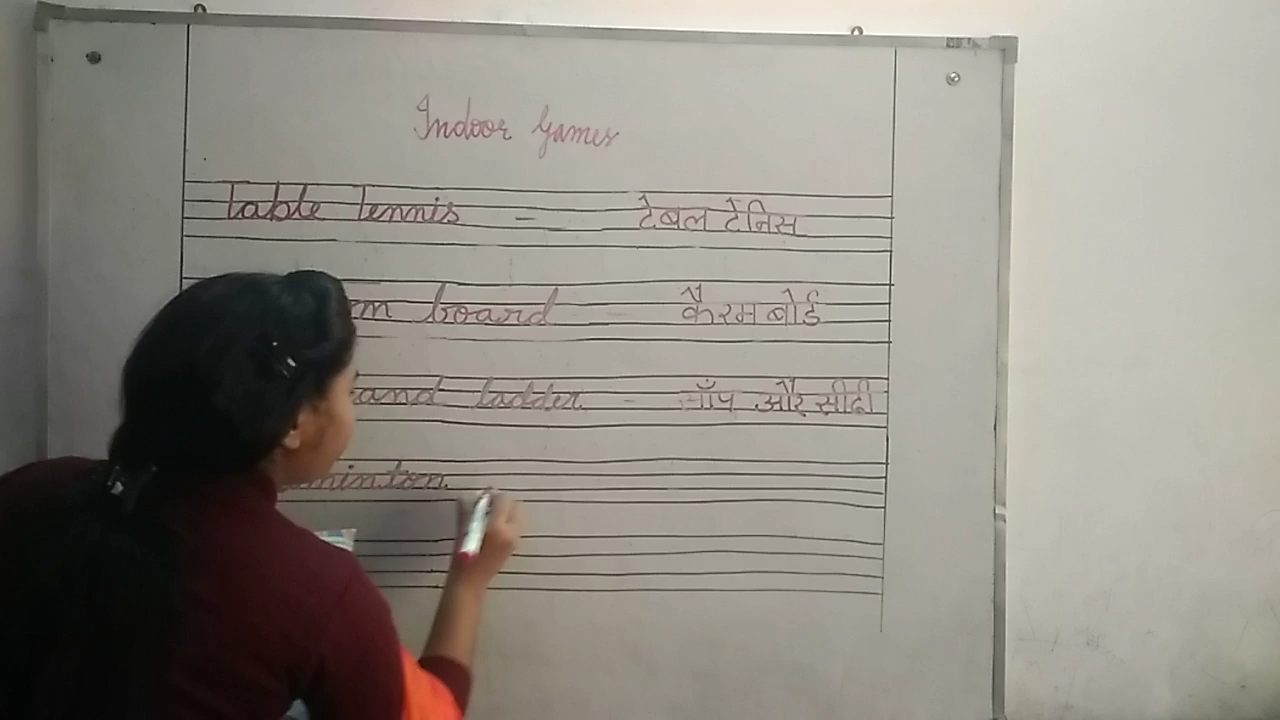 Indoor Games
Table Tennis - टेबल टेनिस
board - कैरम बोर्ड
and ladder - साँप और सीढी